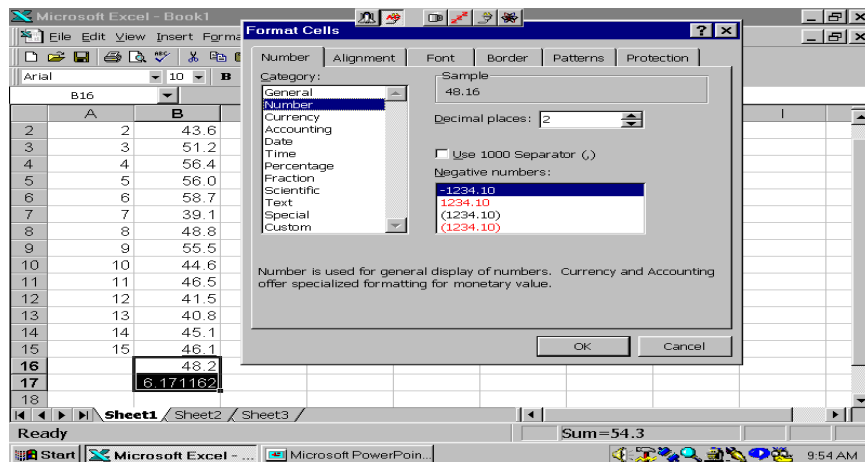 Microsoft Excel - Book1
File Edit View Insert Forma
Arial 10 B
B16
A B I
2 2 43.6
3 3 51.2
4 4 56.4
5 5 56.0
6 6 58.7
7 7 39.1
8 8 48.8
9 9 55.5
10 10 44.6
11 11 46.5
12 12 41.5
13 13 40.8
14 14 45.1
15 15 46.1
16 48.2
17 6.171162
18
Format Cells
Number Alignment Font Border Patterns Protection
Category:
General
Number
Currency
Accounting
Date
Time
Percentage
Fraction
Scientific
Text
Special
Custom
Sample
48.16
Decimal places: 2
Use 1000 Separator (,)
Negative numbers:
-1234.10
1234.10
(1234.10)
(1234.10)
Number is used for general display of numbers. Currency and Accounting
offer specialized formatting for monetary value.
OK Cancel
Sheet1 Sheet2 Sheet3
Ready Sum=54.3
Start Microsoft Excel - ... Microsoft PowerPoin... 9:54 AM